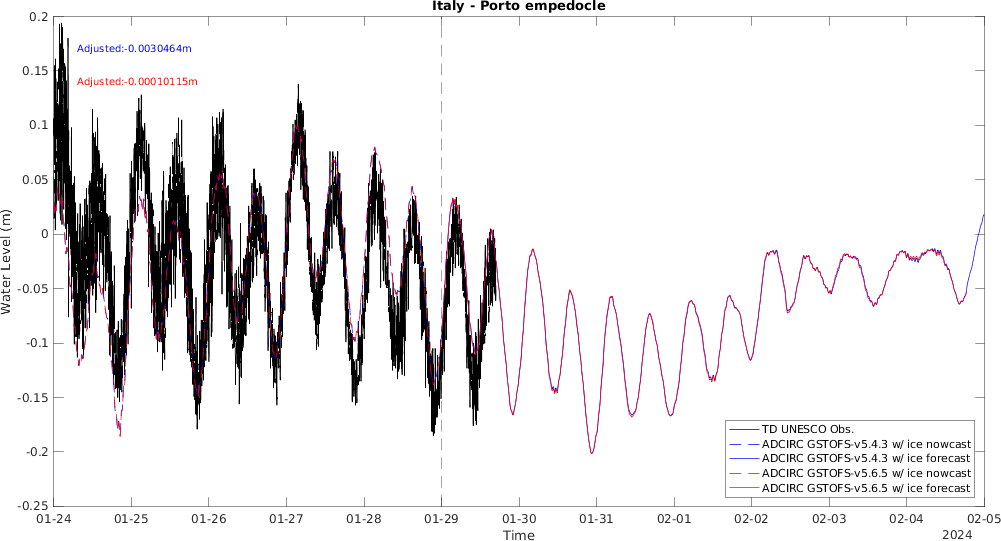 Italy - Porto empedocle
Adjusted:-0.0030464m
Adjusted:-0.00010115m
Water Level (m)
0.2
0.15
0.1
0.05
0
-0.05
-0.1
-0.15
-0.2
-0.25
TD UNESCO Obs.
ADCIRC GSTOFS-v5.4.3 w/ ice nowcast
ADCIRC GSTOFS-v5.4.3 w/ ice forecast
ADCIRC GSTOFS-v5.6.5 w/ ice nowcast
ADCIRC GSTOFS-v5.6.5 w/ ice forecast
01-24 01-25 01-26 01-27 01-28 01-29 01-30 01-31 02-01 02-02 02-03 02-04 02-05
Time
2024